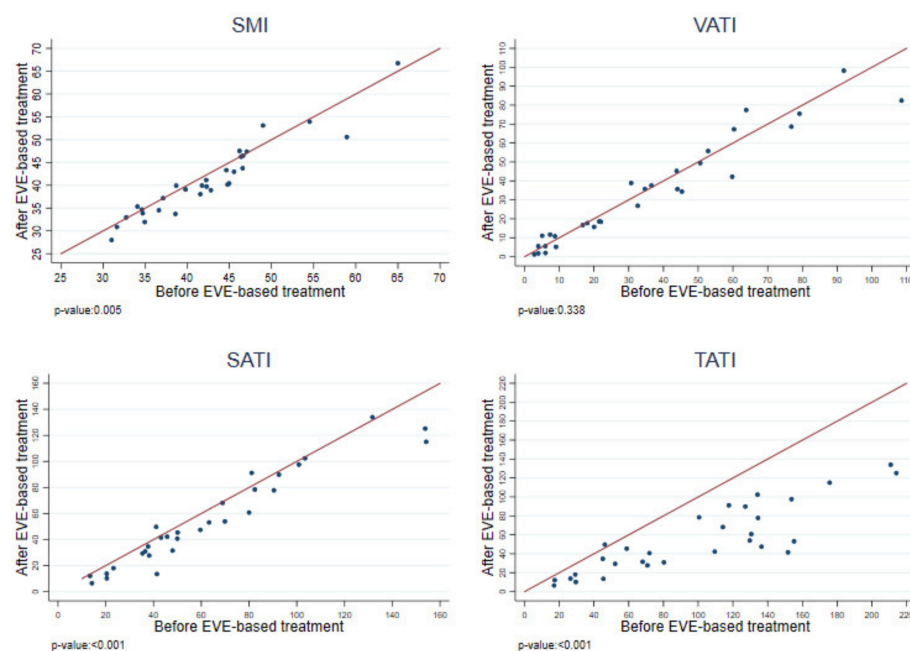 SMI
After EVE-based treatment
70
65
60
55
50
45
40
35
30
25
25 30 35 40 45 50 55 60 65 70
Before EVE-based treatment
p-value:0.005
VATI
After EVE-based treatment
110
100
90
80
70
60
50
40
30
20
10
0
0 10 20 30 40 50 60 70 80 90 100 110
Before EVE-based treatment
p-value:0.338
SATI
After EVE-based treatment
160
140
120
100
80
60
40
20
0
0 20 40 60 80 100 120 140 160
Before EVE-based treatment
p-value:<0.001
TATI
After EVE-based treatment
220
200
180
160
140
120
100
80
60
40
20
0
0 20 40 60 80 100 120 140 160 180 200 220
Before EVE-based treatment
p-value:<0.001